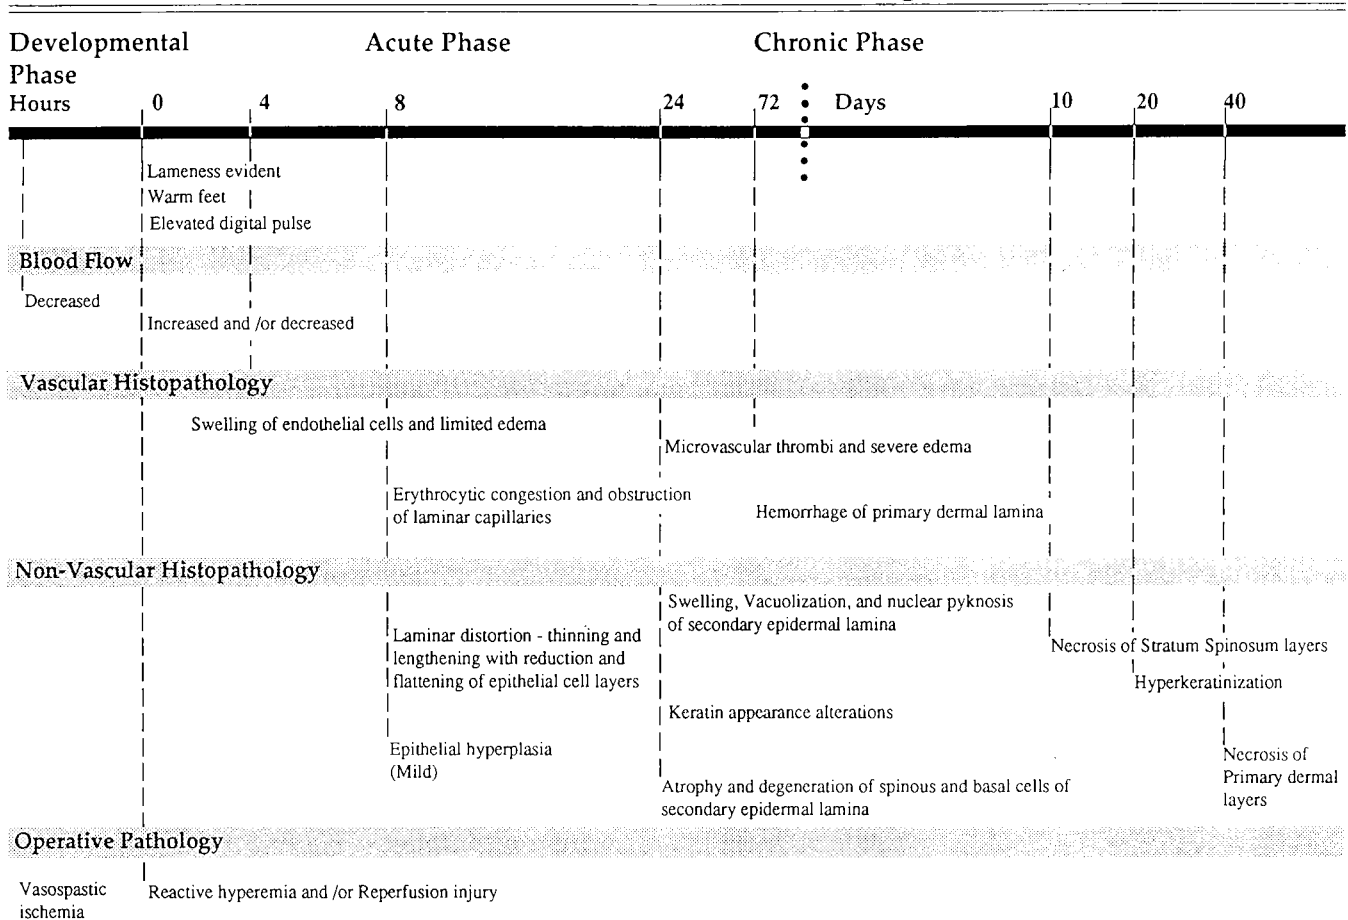 Developmental Phase
Acute Phase
Chronic Phase
Hours
0
4
8
24
72
Days
10
20
40
Lameness evident
Warm feet
Elevated digital pulse
Blood Flow
Decreased
Increased and /or decreased
Vascular Histopathology
Swelling of endothelial cells and limited edema
Microvascular thrombi and severe edema
Erythrocytic congestion and obstruction
of laminar capillaries
Hemorrhage of primary dermal lamina
Non-Vascular Histopathology
Swelling, Vacuolization, and nuclear pyknosis
of secondary epidermal lamina
Laminar distortion - thinning and
lengthening with reduction and
flattening of epithelial cell layers
Necrosis of Stratum Spinosum layers
Hyperkeratinization
Keratin appearance alterations
Epithelial hyperplasia
(Mild)
Necrosis of
Primary dermal
layers
Atrophy and degeneration of spinous and basal cells of
secondary epidermal lamina
Operative Pathology
Vasospastic
ischemia
Reactive hyperemia and /or Reperfusion injury